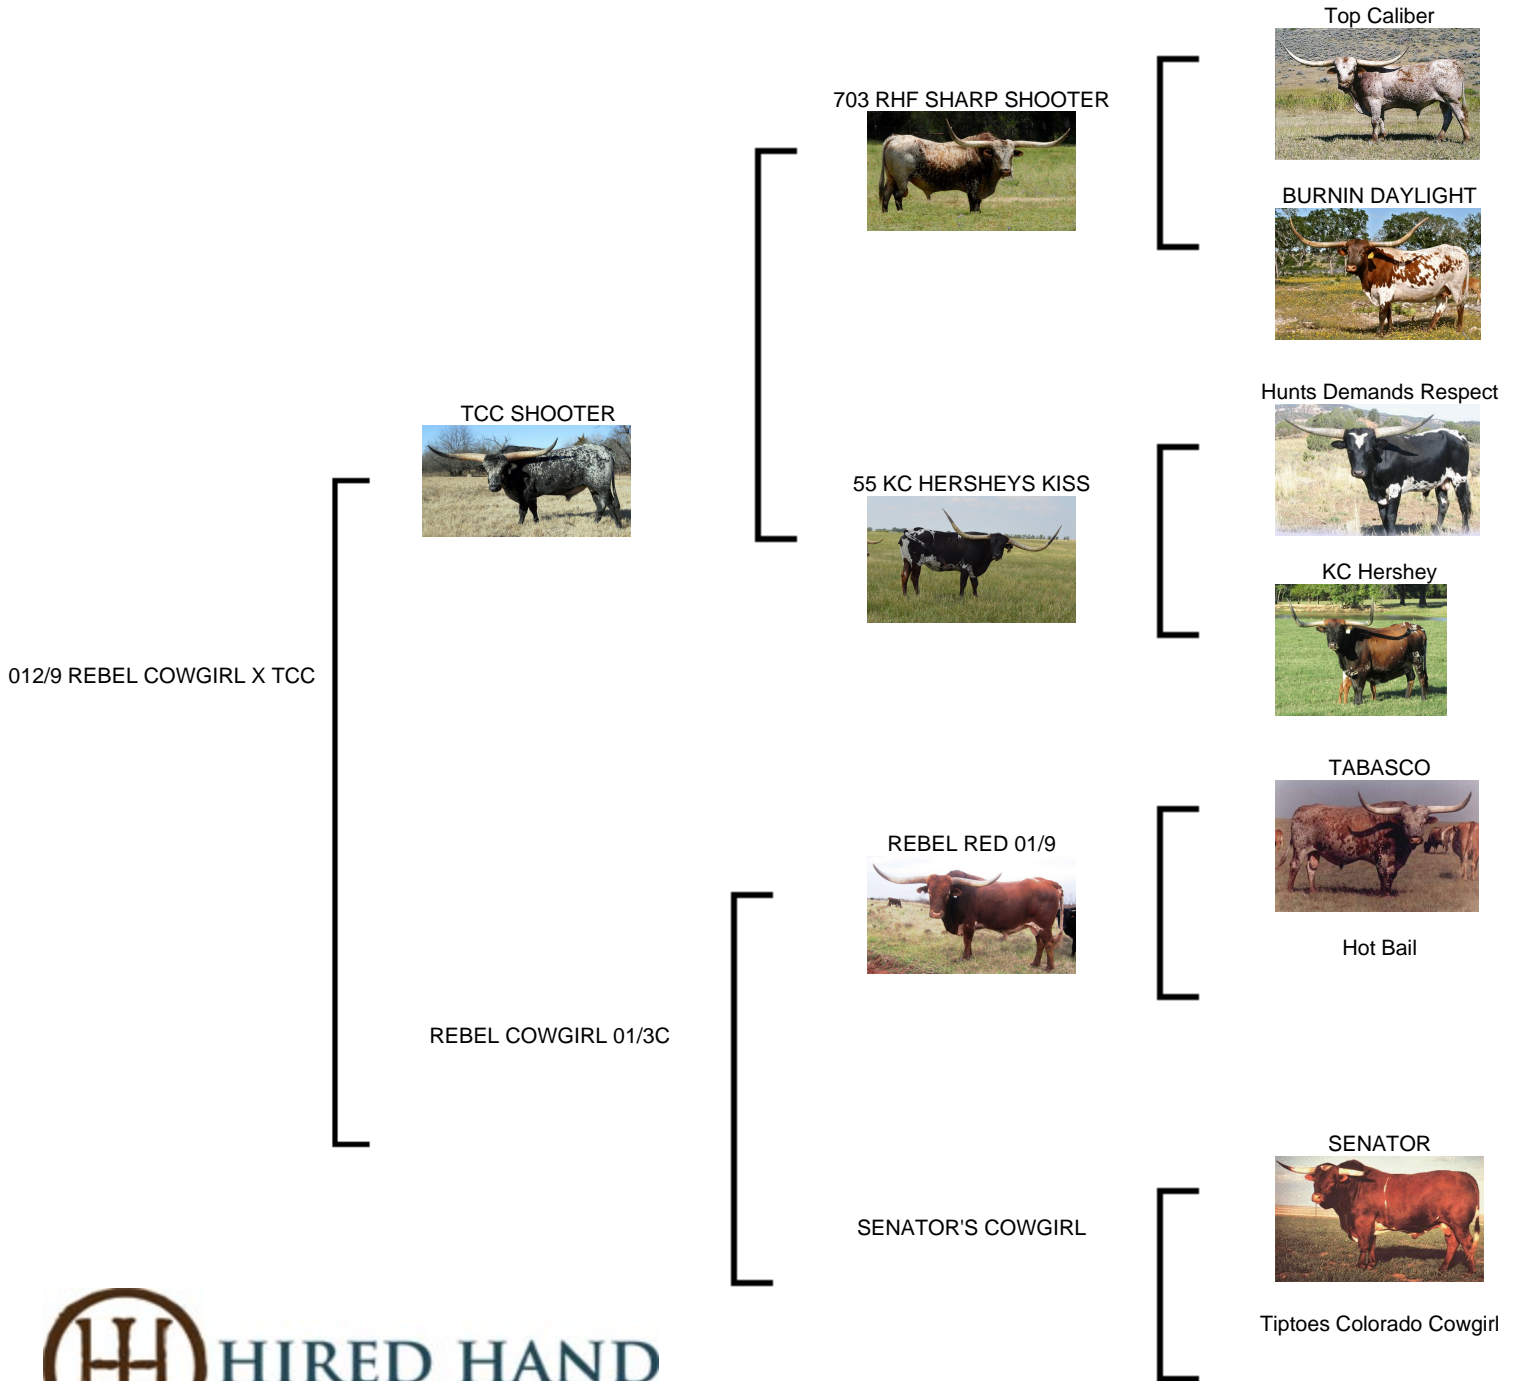 Top Caliber
703 RHF SHARP SHOOTER
BURNIN DAYLIGHT
TCC SHOOTER
Hunts Demands Respect
55 KC HERSHEYS KISS
KC Hershey
012/9 REBEL COWGIRL X TCC
TABASCO
REBEL RED 01/9
Hot Bail
REBEL COWGIRL 01/3C
SENATOR
SENATOR'S COWGIRL
Tiptoes Colorado Cowgirl
HIRED HAND